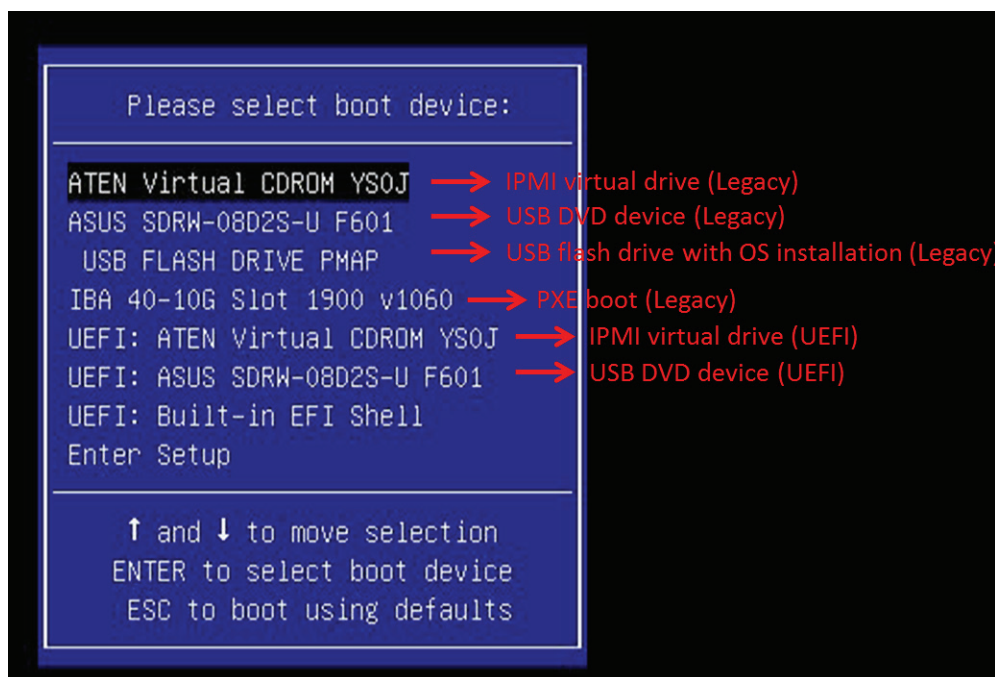 Please select boot device:
ATEN Virtual CDROM YS0J IPMI virtual drive (Legacy)
ASUS SDRW-08D2S-U F601 USB DVD device (Legacy)
USB FLASH DRIVE PMAP USB flash drive with OS installation (Legacy)
IBA 40-10G Slot 1900 v1060 PXE boot (Legacy)
UEFI: ATEN Virtual CDROM YS0J IPMI virtual drive (UEFI)
UEFI: ASUS SDRW-08D2S-U F601 USB DVD device (UEFI)
UEFI: Built-in EFI Shell
Enter Setup
↑ and ↓ to move selection
ENTER to select boot device
ESC to boot using defaults